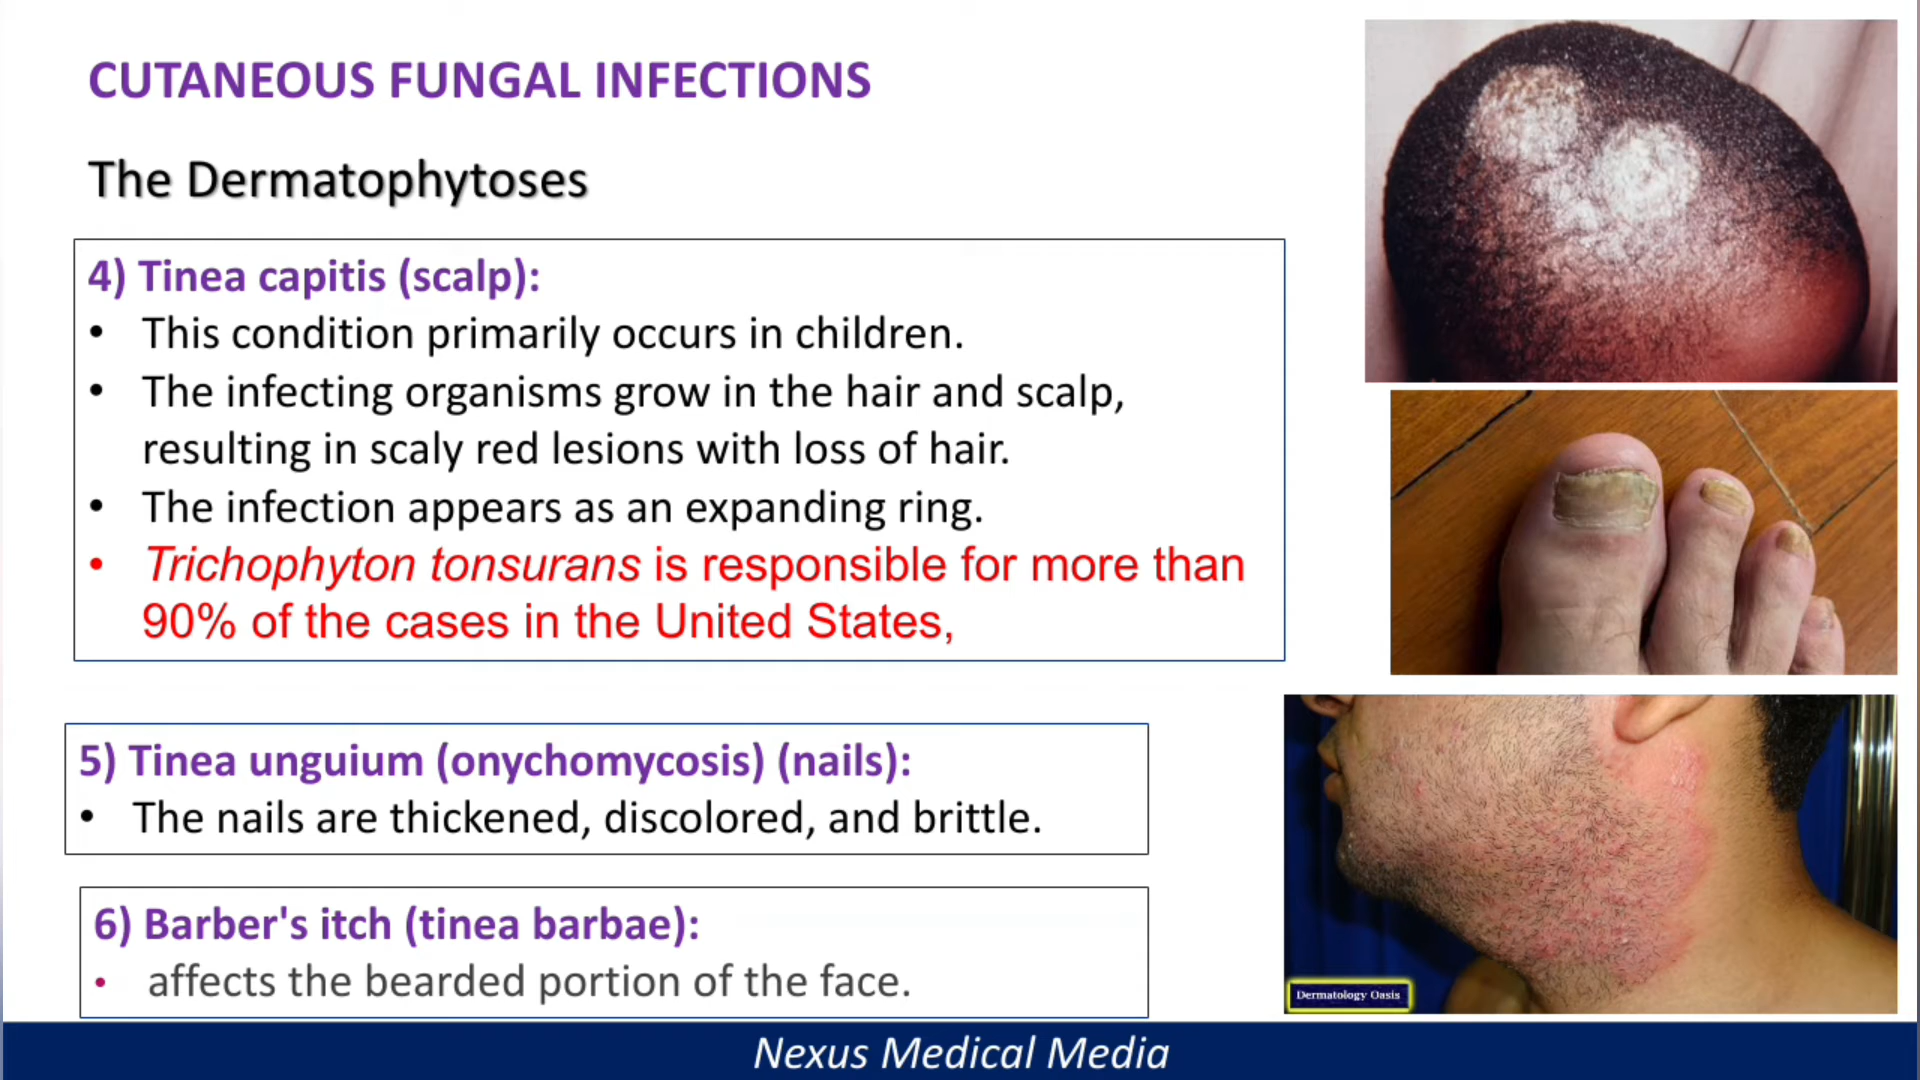 CUTANEOUS FUNGAL INFECTIONS
The Dermatophytoses
4) Tinea capitis (scalp):
• This condition primarily occurs in children.
• The infecting organisms grow in the hair and scalp,
resulting in scaly red lesions with loss of hair.
• The infection appears as an expanding ring.
• Trichophyton tonsurans is responsible for more than
90% of the cases in the United States,
5) Tinea unguium (onychomycosis) (nails):
• The nails are thickened, discolored, and brittle.
6) Barber's itch (tinea barbae):
• affects the bearded portion of the face.
Dermatology Oasis
Nexus Medical Media